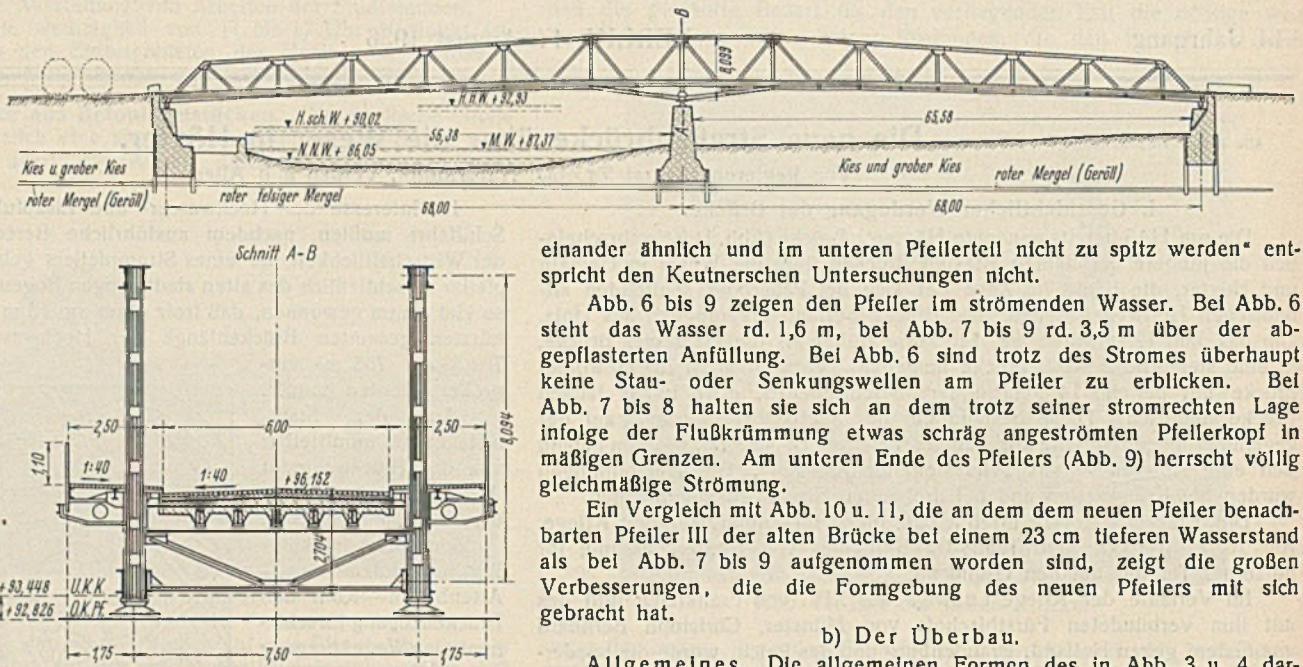 B
8,099
H.H.W. + 92,93
H.sch.W. + 90,02
56,38
M.W. + 87,37
N.N.W. + 86,05
A
65,58
Kies u. grober Kies
Kies und grober Kies
roter Mergel (Geröll)
roter felsiger Mergel
roter Mergel (Geröll)
68,00
68,00
Schnitt A-B
2,50
6,00
2,50
8,094
1,10
1:40
1:40
+96,152
2,704
+93,448
U.K.K.
+92,826
O.K.Pf.
1,75
7,50
1,75
einander ähnlich und im unteren Pfeilerteil nicht zu spitz werden“ ent-
spricht den Keutnerschen Untersuchungen nicht.
Abb. 6 bis 9 zeigen den Pfeiler im strömenden Wasser. Bei Abb. 6
steht das Wasser rd. 1,6 m, bei Abb. 7 bis 9 rd. 3,5 m über der ab-
gepflasterten Anfüllung. Bei Abb. 6 sind trotz des Stromes überhaupt
keine Stau- oder Senkungswellen am Pfeiler zu erblicken. Bei
Abb. 7 bis 8 halten sie sich an dem trotz seiner stromrechten Lage
infolge der Flußkrümmung etwas schräg angeströmten Pfeilerkopf in
mäßigen Grenzen. Am unteren Ende des Pfeilers (Abb. 9) herrscht völlig
gleichmäßige Strömung.
Ein Vergleich mit Abb. 10 u. 11, die an dem dem neuen Pfeiler benach-
barten Pfeiler III der alten Brücke bei einem 23 cm tieferen Wasserstand
als bei Abb. 7 bis 9 aufgenommen worden sind, zeigt die großen
Verbesserungen, die die Formgebung des neuen Pfeilers mit sich
gebracht hat.
b) Der Überbau.
Allgemeines. Die allgemeinen Formen des in Abb. 3 u. 4 dar-